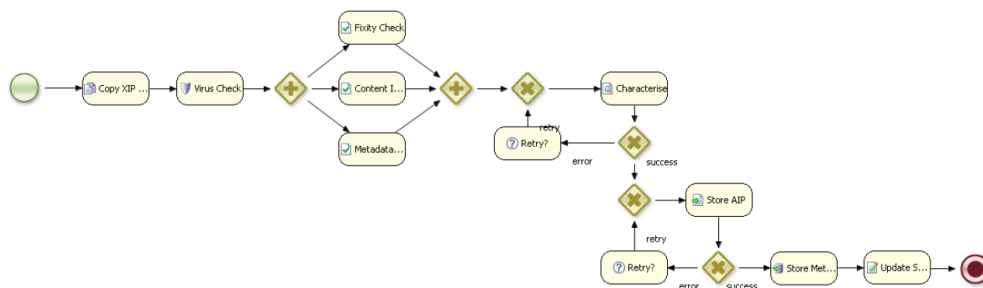 Fixity Check
Copy XIP ...
Virus Check
Content I...
Characterise
Metadata...
retry
Retry?
error
success
Store AIP
retry
Retry?
error
success
Store Met...
Update S...